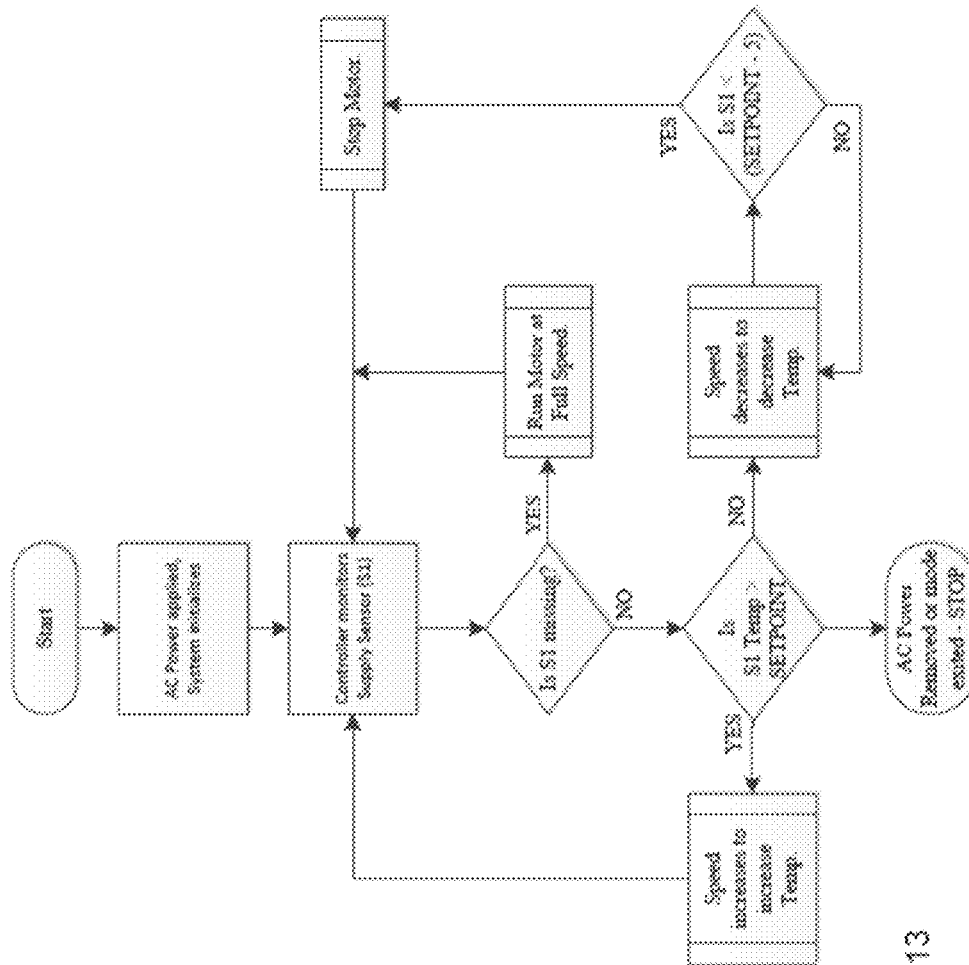 Start
AC Power applied,
System initializes
Controller monitors
Supply Sensor (S1)
Is S1 missing?
YES
NO
Run Motor at
Full Speed
Stop Motor.
Is
S1 Temp >
SETPOINT
YES
NO
Speed
increases to
increase
Temp.
Speed
decreases to
decrease
Temp.
Is S1 <
(SETPOINT - 5)
YES
NO
AC Power
Removed or mode
exited - STOP
13